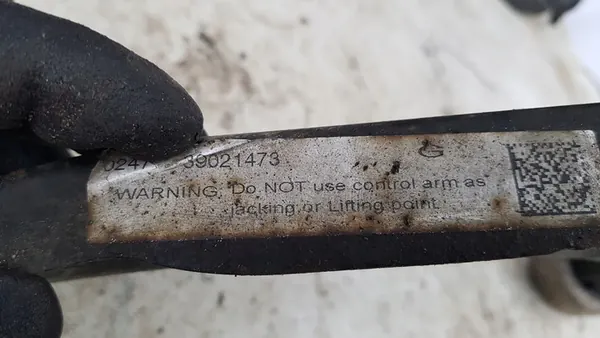 39021473 G
WARNING. Do NOT use control arm as
jacking or Lifting point.